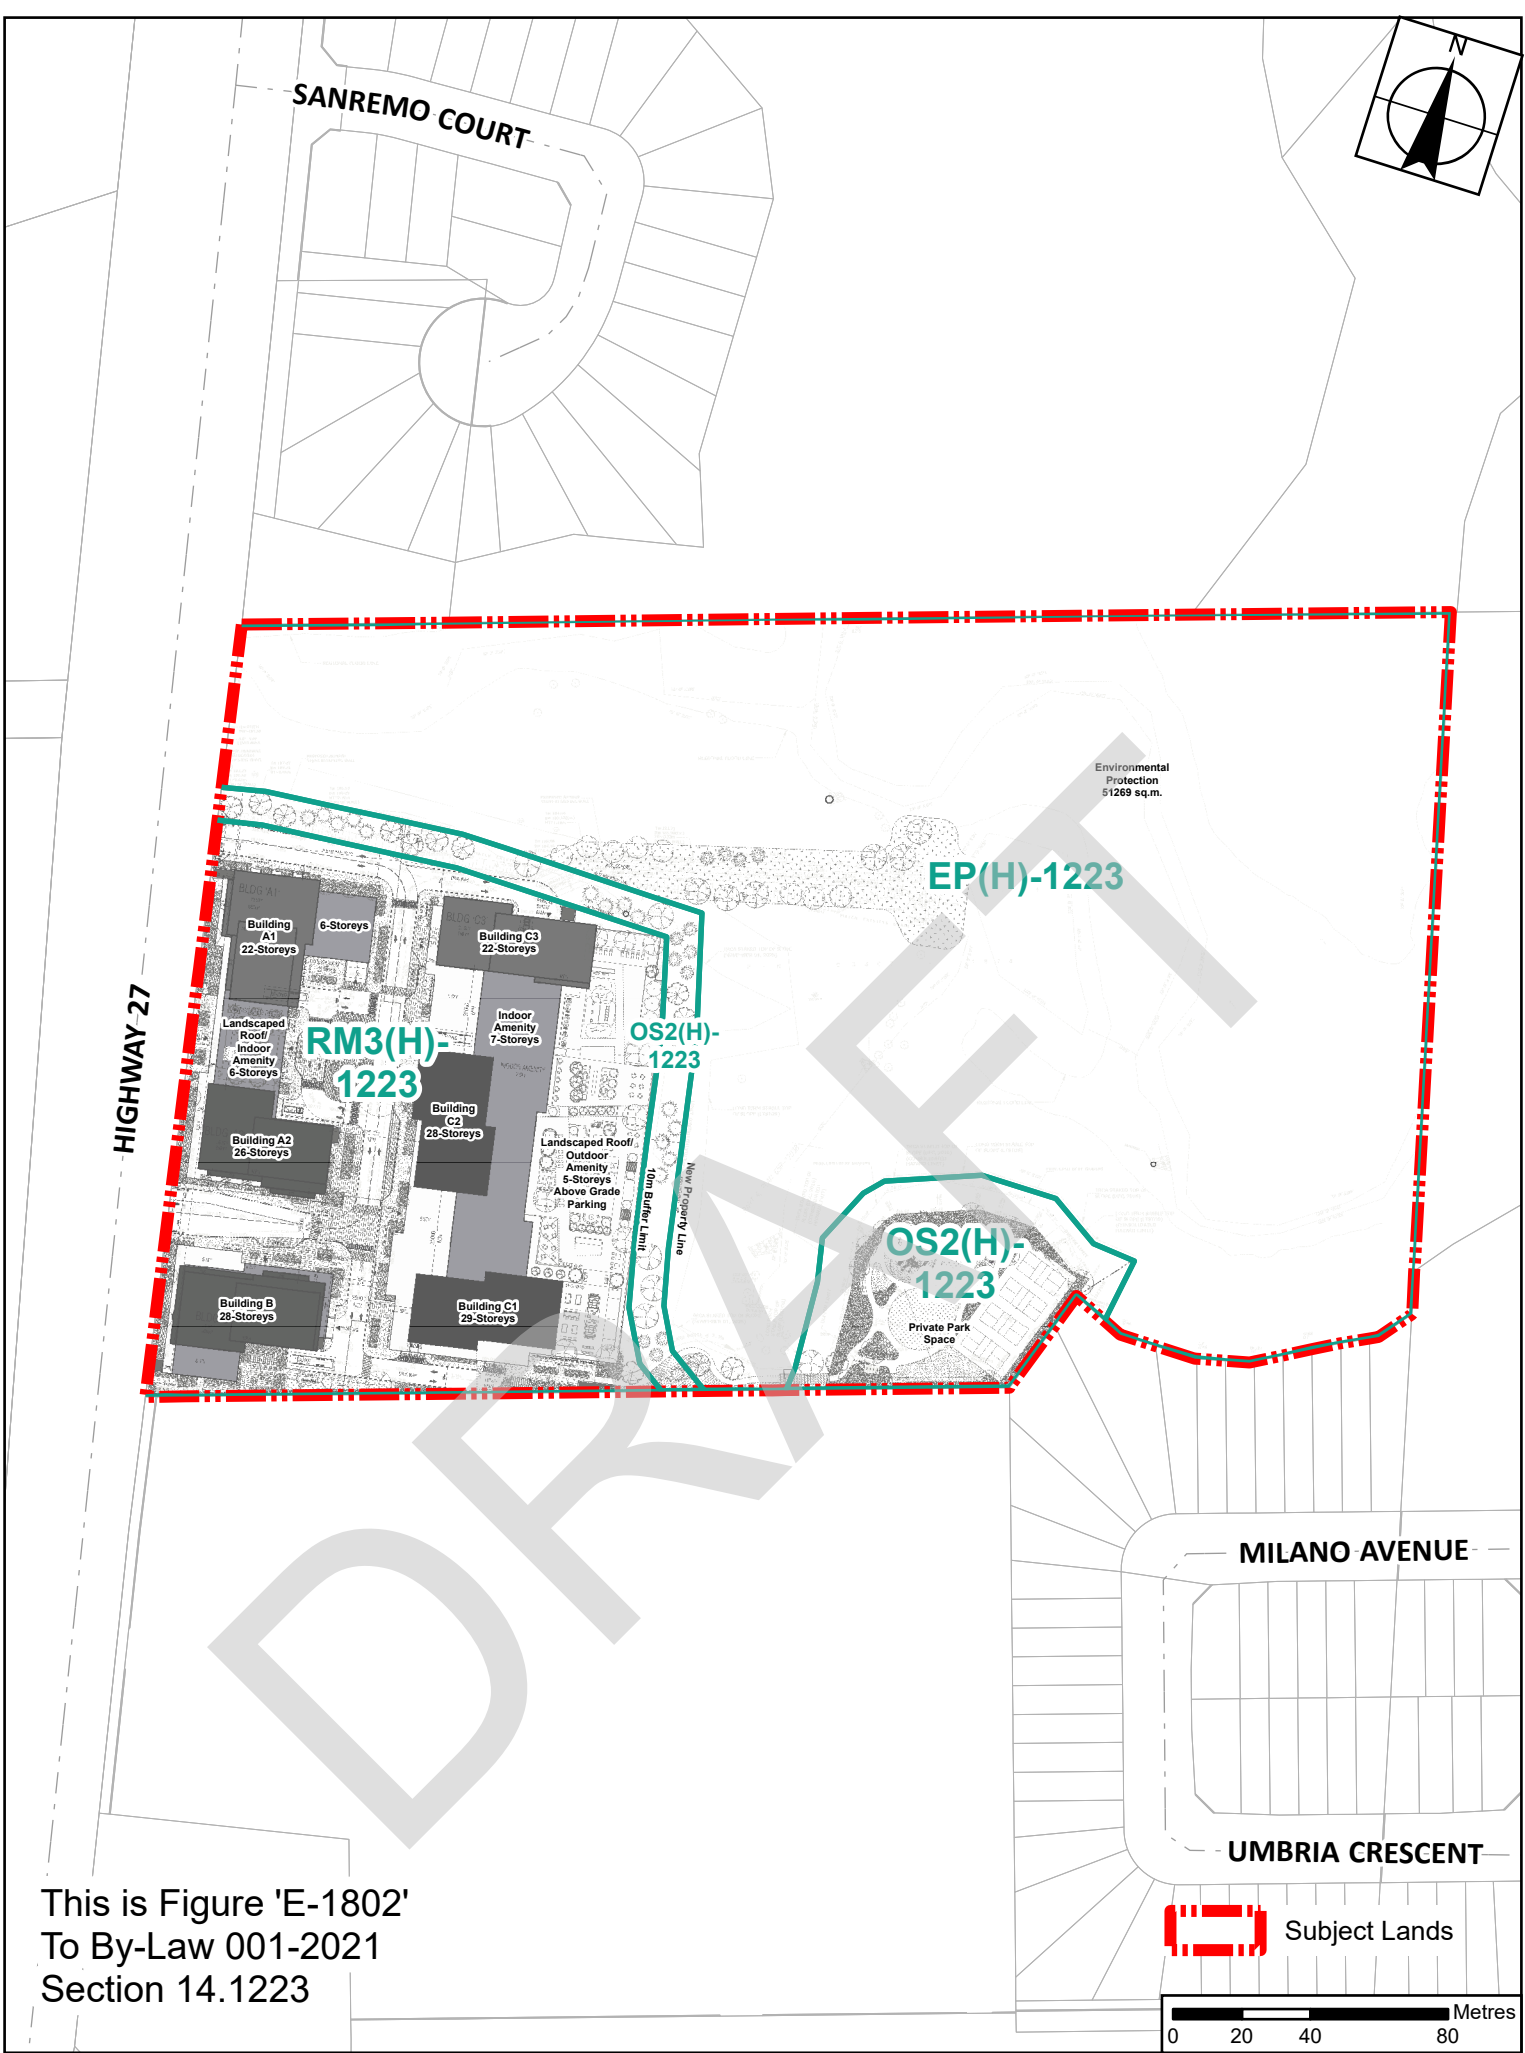 N
SANREMO COURT
HIGHWAY 27
Environmental
Protection
51269 sq.m.
EP(H)-1223
BLDG 'A1'
Building
A1
22-Storeys
6-Storeys
Building C3
22-Storeys
Landscaped
Roof/
Indoor
Amenity
6-Storeys
RM3(H)-
1223
Indoor
Amenity
7-Storeys
OS2(H)-
1223
Building
C2
28-Storeys
Building A2
26-Storeys
Landscaped Roof/
Outdoor
Amenity
5-Storeys
Above Grade
Parking
10m Buffer Limit
New Property Line
OS2(H)-
1223
Private Park
Space
Building B
28-Storeys
Building C1
29-Storeys
DRAFT
MILANO AVENUE
UMBRIA CRESCENT
This is Figure 'E-1802'
To By-Law 001-2021
Section 14.1223
Subject Lands
Metres
0 20 40 80